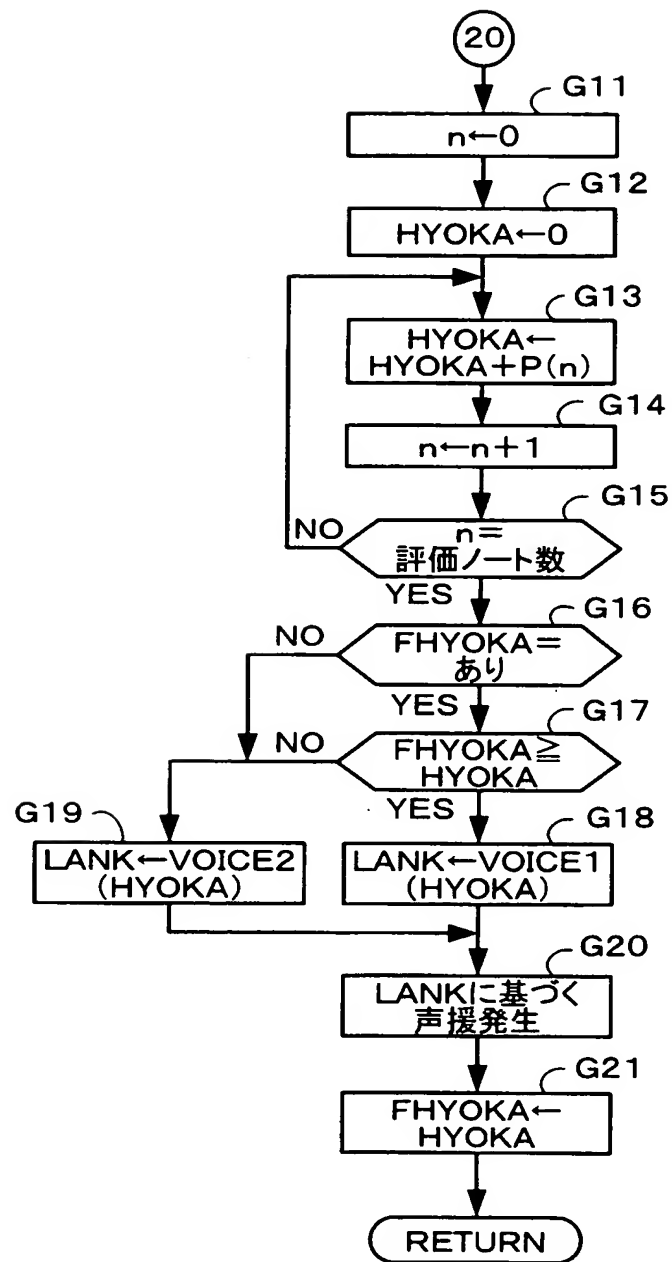 20
G11
n←0
G12
HYOKA←0
G13
HYOKA←
HYOKA+P(n)
G14
n←n+1
G15
NO
n=
評価ノート数
YES
G16
NO
FHYOKA=
あり
YES
G17
NO
FHYOKA≧
HYOKA
YES
G19
G18
LANK←VOICE2
(HYOKA)
LANK←VOICE1
(HYOKA)
G20
LANKに基づく
声援発生
G21
FHYOKA←
HYOKA
RETURN